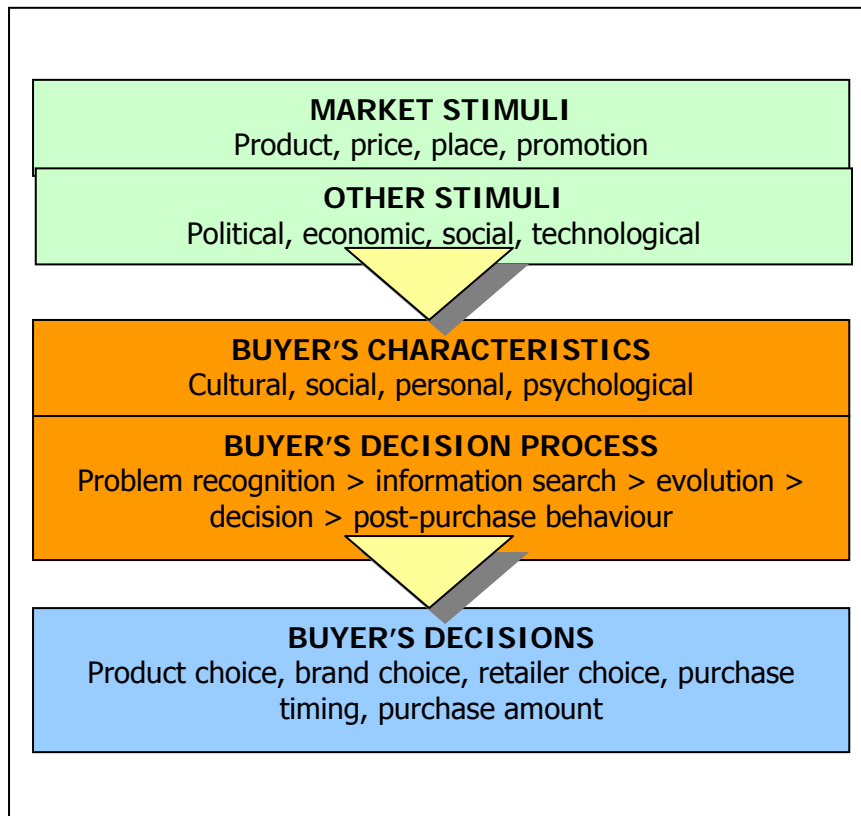 MARKET STIMULI
Product, price, place, promotion
OTHER STIMULI
Political, economic, social, technological
BUYER'S CHARACTERISTICS
Cultural, social, personal, psychological
BUYER'S DECISION PROCESS
Problem recognition > information search > evolution >
decision > post-purchase behaviour
BUYER'S DECISIONS
Product choice, brand choice, retailer choice, purchase
timing, purchase amount